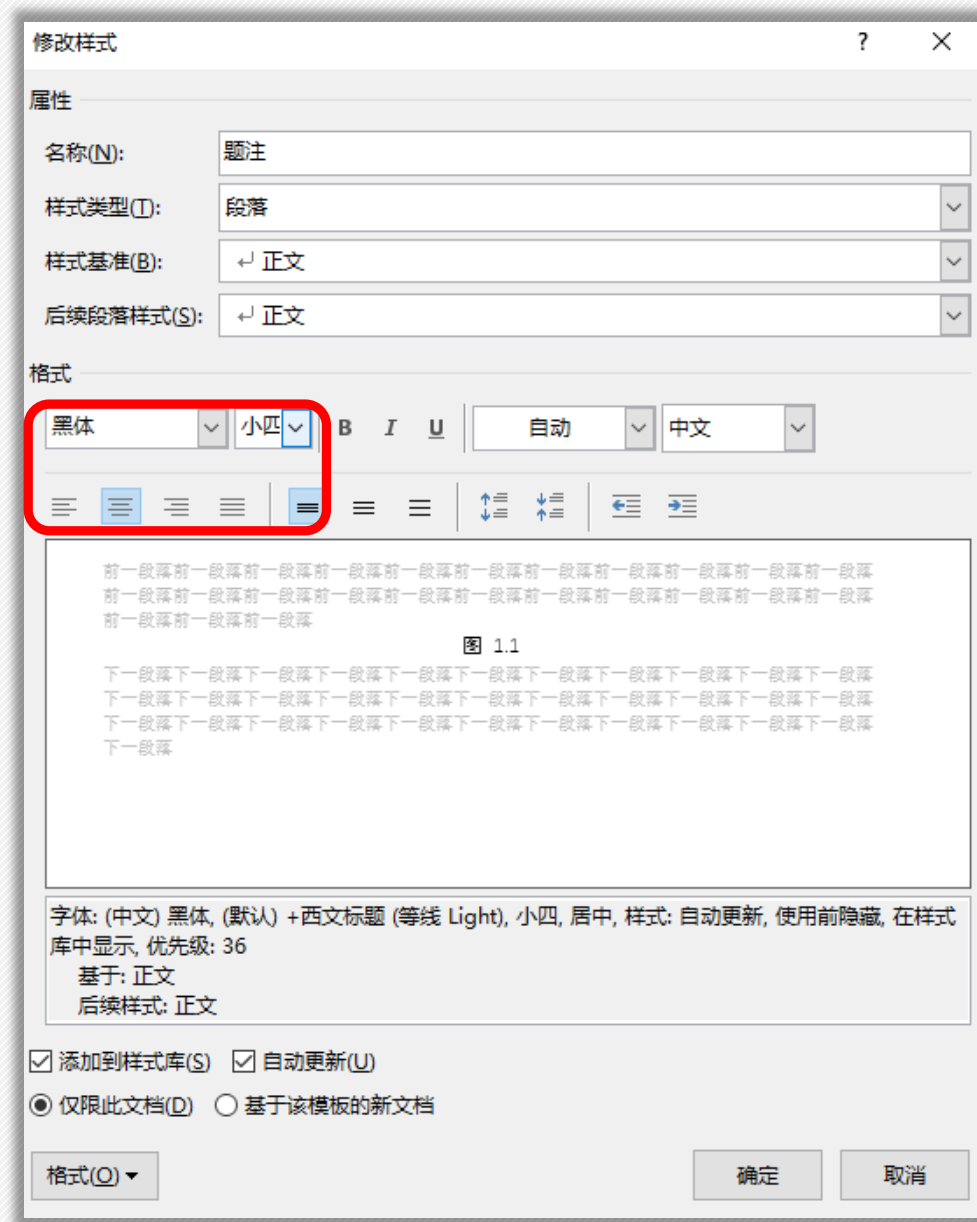 修改样式 ?
属性
名称(N): 题注
样式类型(T): 段落
样式基准(B): ↵ 正文
后续段落样式(S): ↵ 正文
格式
黑体 小四 B I U 自动 中文
前一段落前一段落前一段落前一段落前一段落前一段落前一段落前一段落前一段落前一段落前一段落
前一段落前一段落前一段落前一段落前一段落前一段落前一段落前一段落前一段落前一段落前一段落
前一段落前一段落前一段落
图 1.1
下一段落下一段落下一段落下一段落下一段落下一段落下一段落下一段落下一段落下一段落下一段落
下一段落下一段落下一段落下一段落下一段落下一段落下一段落下一段落下一段落下一段落下一段落
下一段落下一段落下一段落下一段落下一段落下一段落下一段落下一段落下一段落下一段落下一段落
下一段落
字体: (中文) 黑体, (默认) +西文标题 (等线 Light), 小四, 居中, 样式: 自动更新, 使用前隐藏, 在样式
库中显示, 优先级: 36
基于: 正文
后续样式: 正文
添加到样式库(S) 自动更新(U)
仅限此文档(D) 基于该模板的新文档
格式(O) 确定 取消